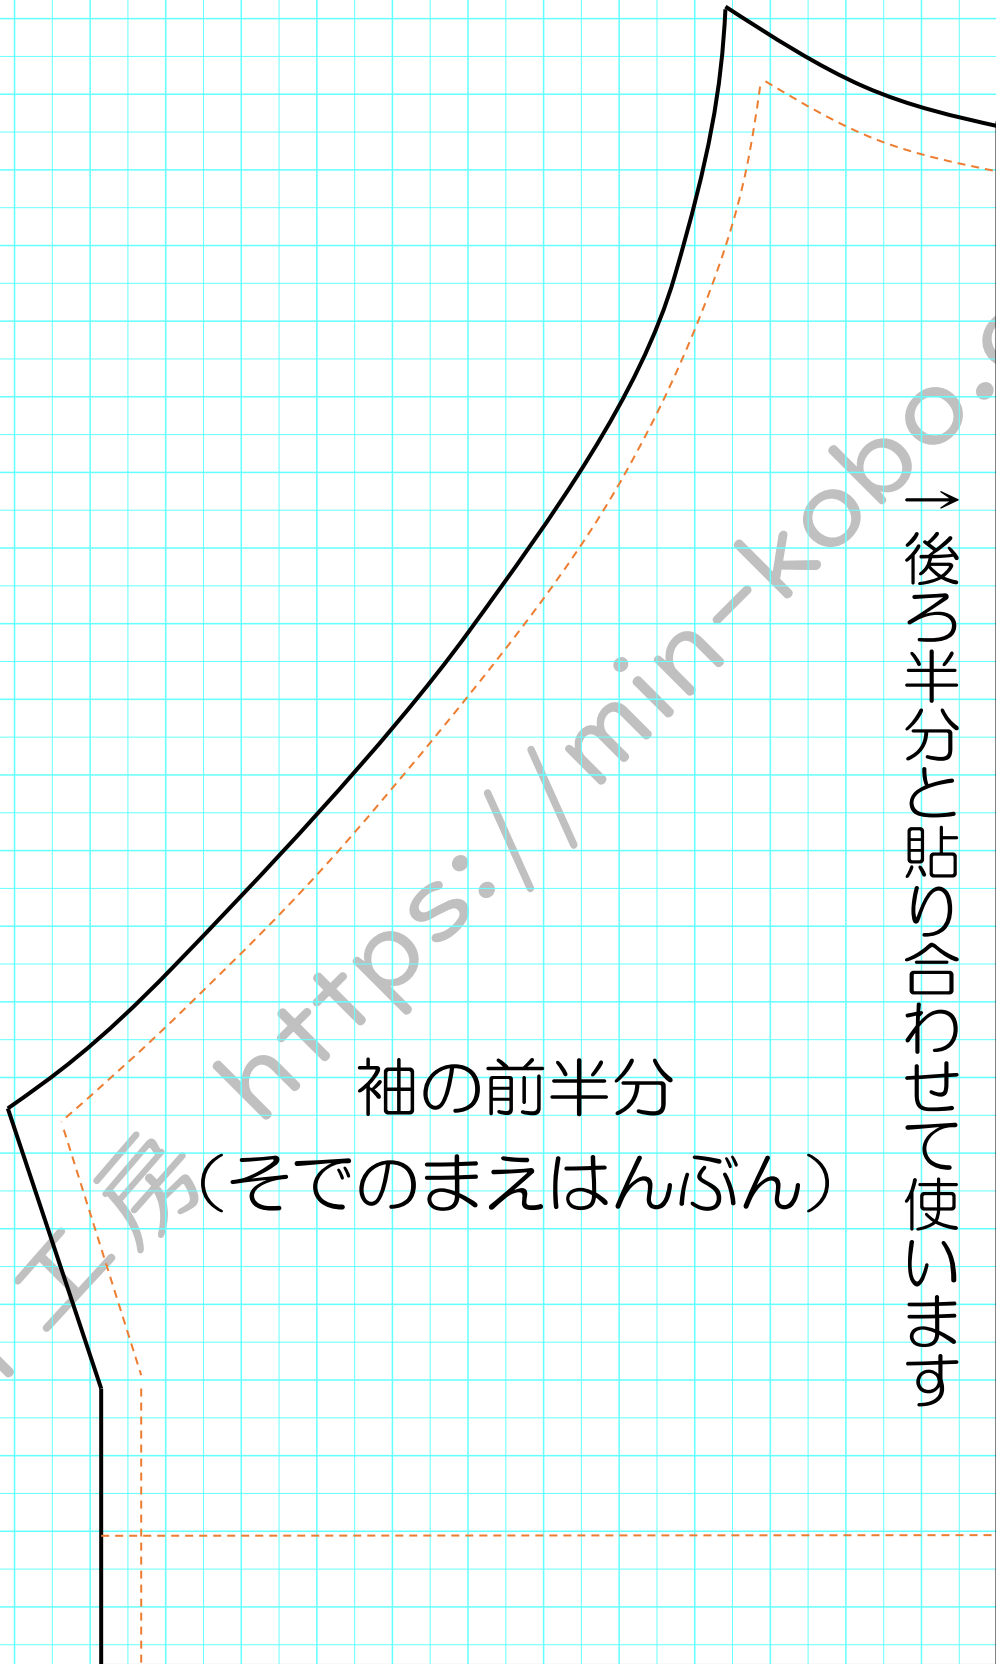 →後ろ半分と貼り合わせて使います
袖の前半分
（そでのまえはんぶん）
工房 https://min-kobo.